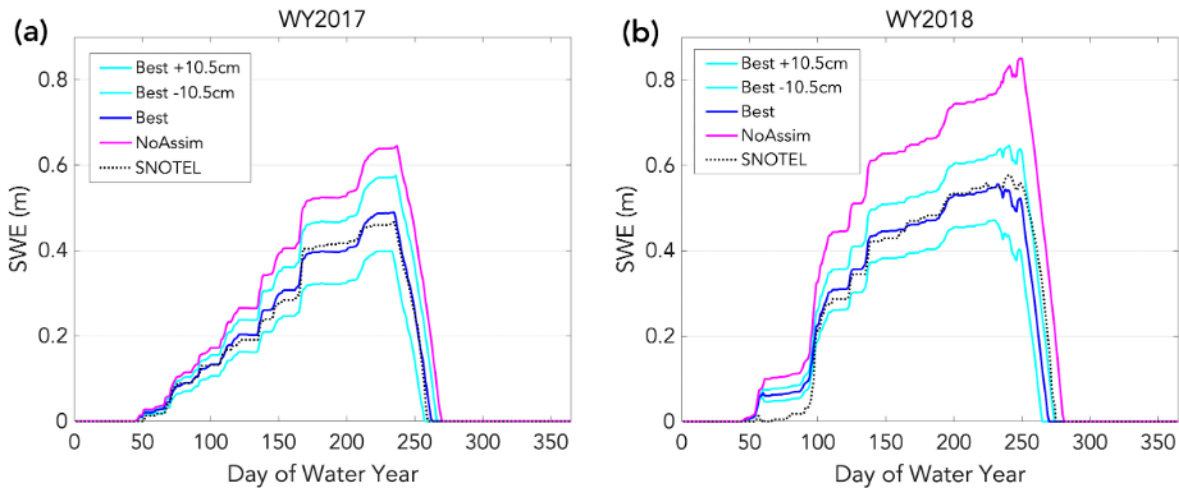 (a)
WY2017
SWE (m)
0.8
0.6
0.4
0.2
0
Best +10.5cm
Best -10.5cm
Best
NoAssim
SNOTEL
0 50 100 150 200 250 300 350
Day of Water Year
(b)
WY2018
SWE (m)
0.8
0.6
0.4
0.2
0
Best +10.5cm
Best -10.5cm
Best
NoAssim
SNOTEL
0 50 100 150 200 250 300 350
Day of Water Year